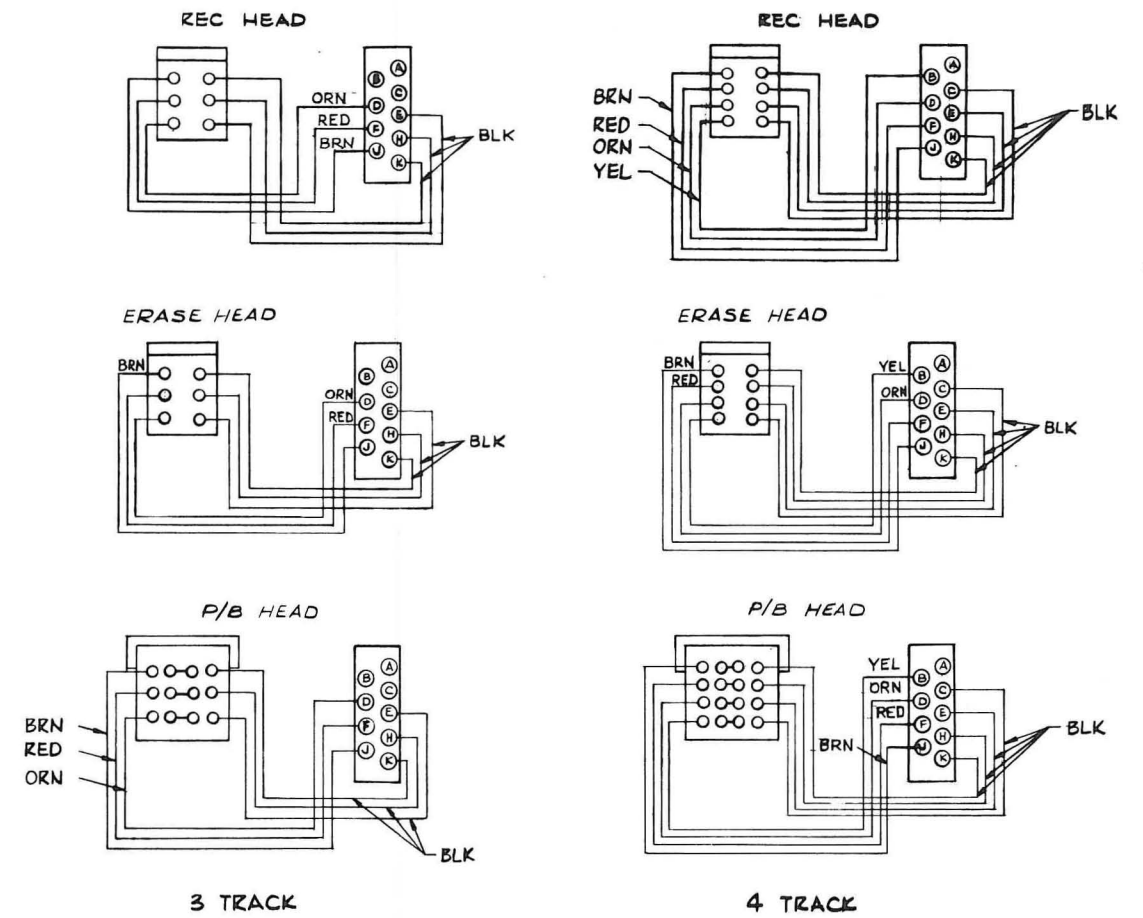 REC HEAD
A
B
C
D
E
F
H
J
K
ORN
RED
BRN
BLK
REC HEAD
BRN
RED
ORN
YEL
A
B
C
D
E
F
H
J
K
BLK
ERASE HEAD
BRN
A
B
C
D
E
F
H
J
K
ORN
RED
BLK
ERASE HEAD
BRN
RED
YEL
ORN
A
B
C
D
E
F
H
J
K
BLK
P/B HEAD
BRN
RED
ORN
A
B
C
D
E
F
H
J
K
BLK
3 TRACK
P/B HEAD
YEL
ORN
RED
BRN
A
B
C
D
E
F
H
J
K
BLK
4 TRACK